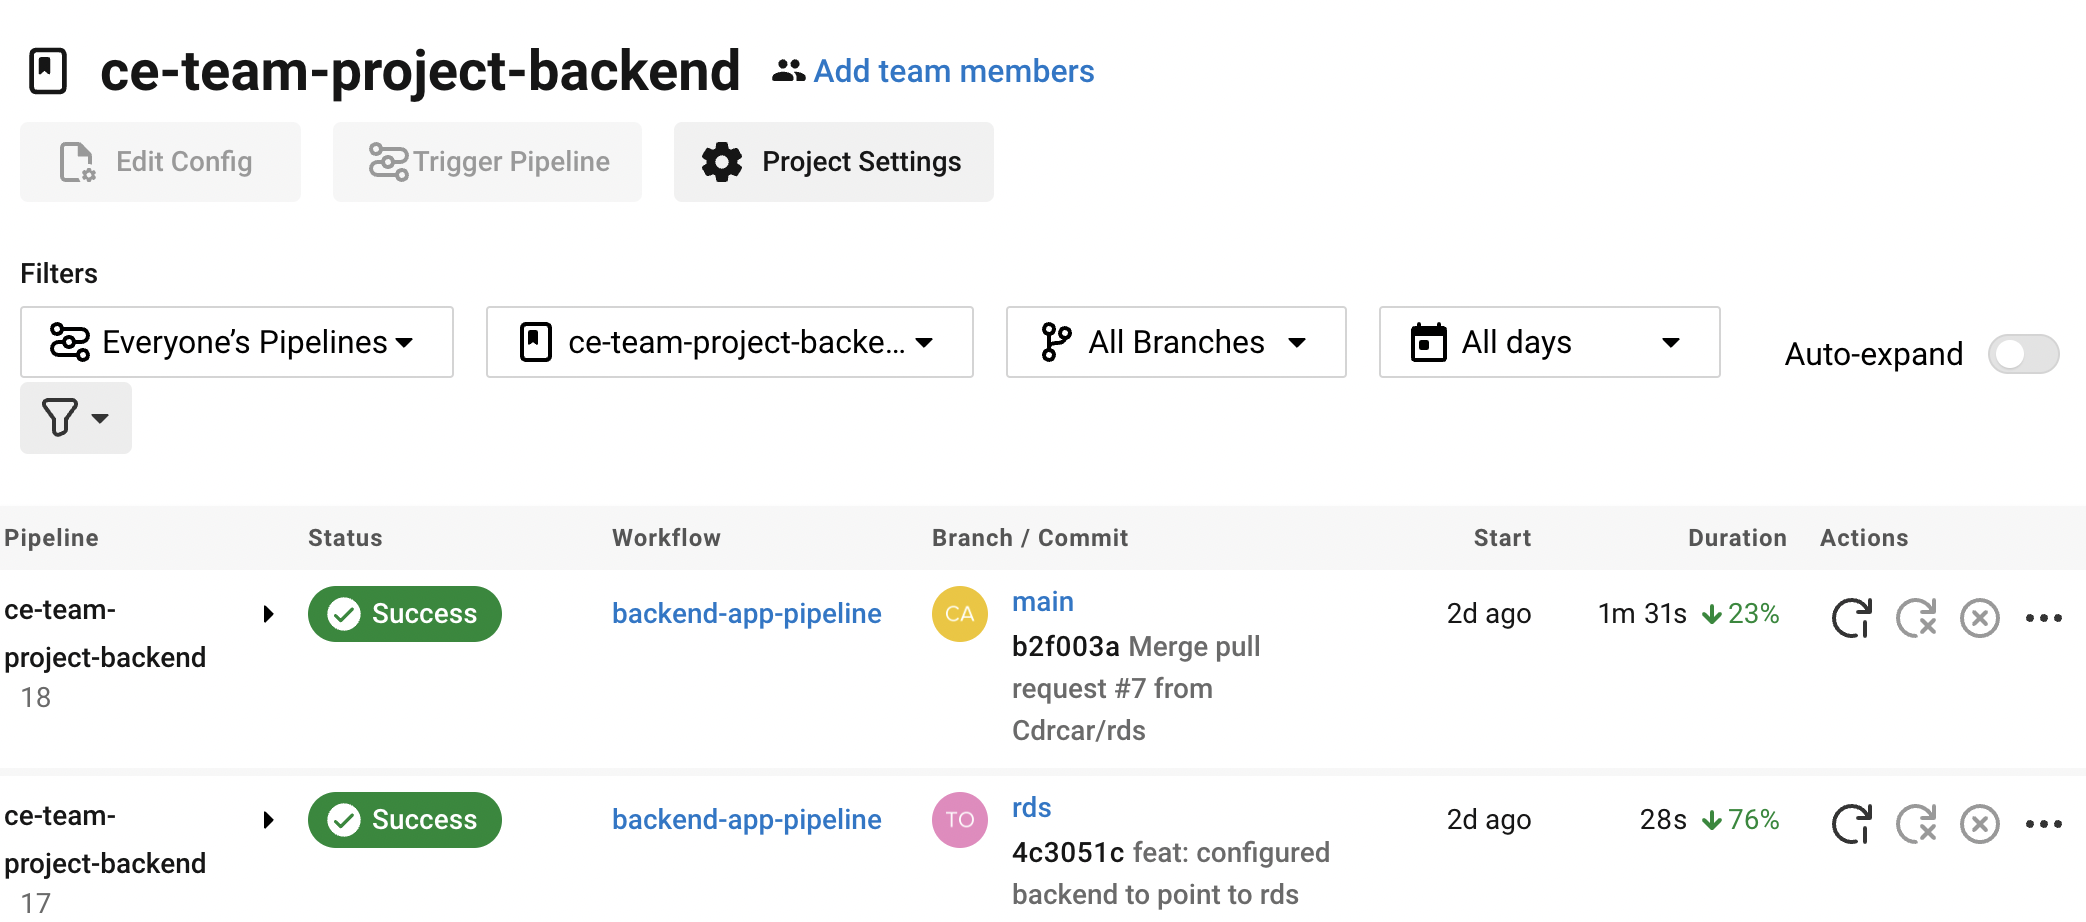 ce-team-project-backend Add team members
Edit Config Trigger Pipeline Project Settings
Filters
Everyone’s Pipelines ce-team-project-backe... All Branches All days Auto-expand
Pipeline Status Workflow Branch / Commit Start Duration Actions
ce-team-project-backend
18
Success backend-app-pipeline CA main 2d ago 1m 31s 23%
b2f003a Merge pull
request #7 from
Cdrcar/rds
ce-team-project-backend
17
Success backend-app-pipeline TO rds 2d ago 28s 76%
4c3051c feat: configured
backend to point to rds